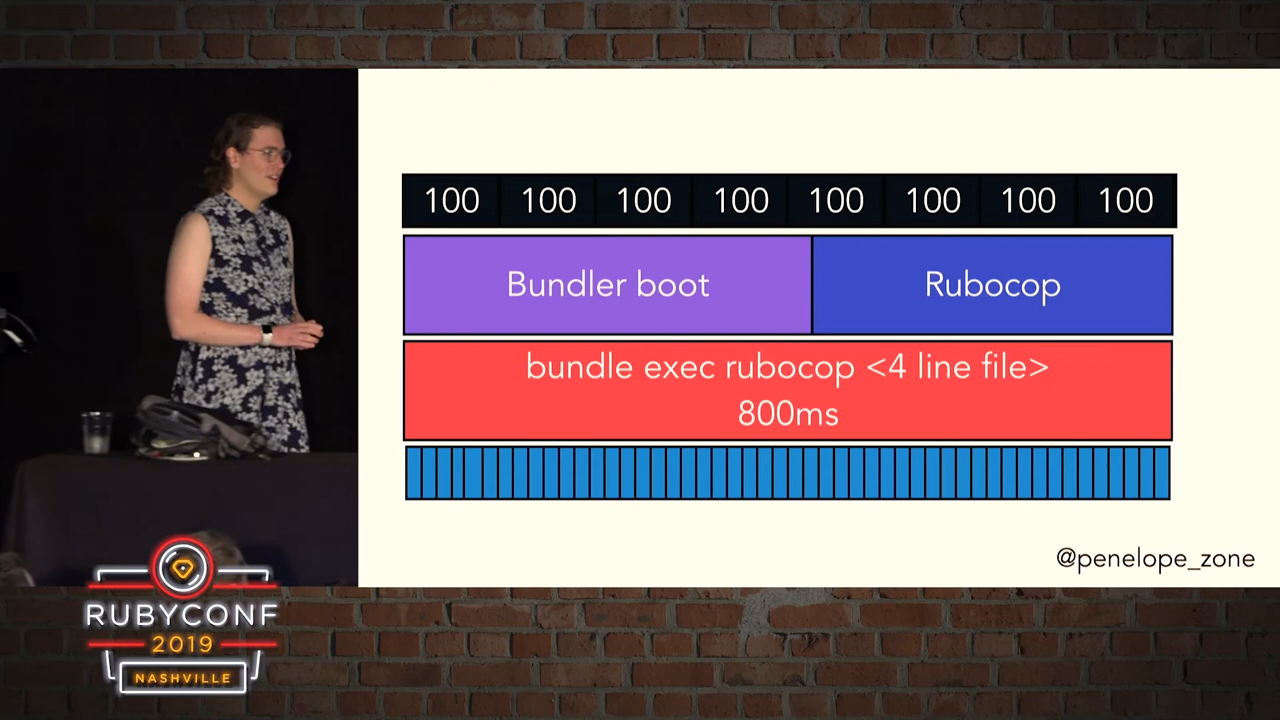 100 100 100 100 100 100 100 100
Bundler boot Rubocop
bundle exec rubocop <4 line file>
800ms
@penelope_zone
RUBYCONF
2019
NASHVILLE